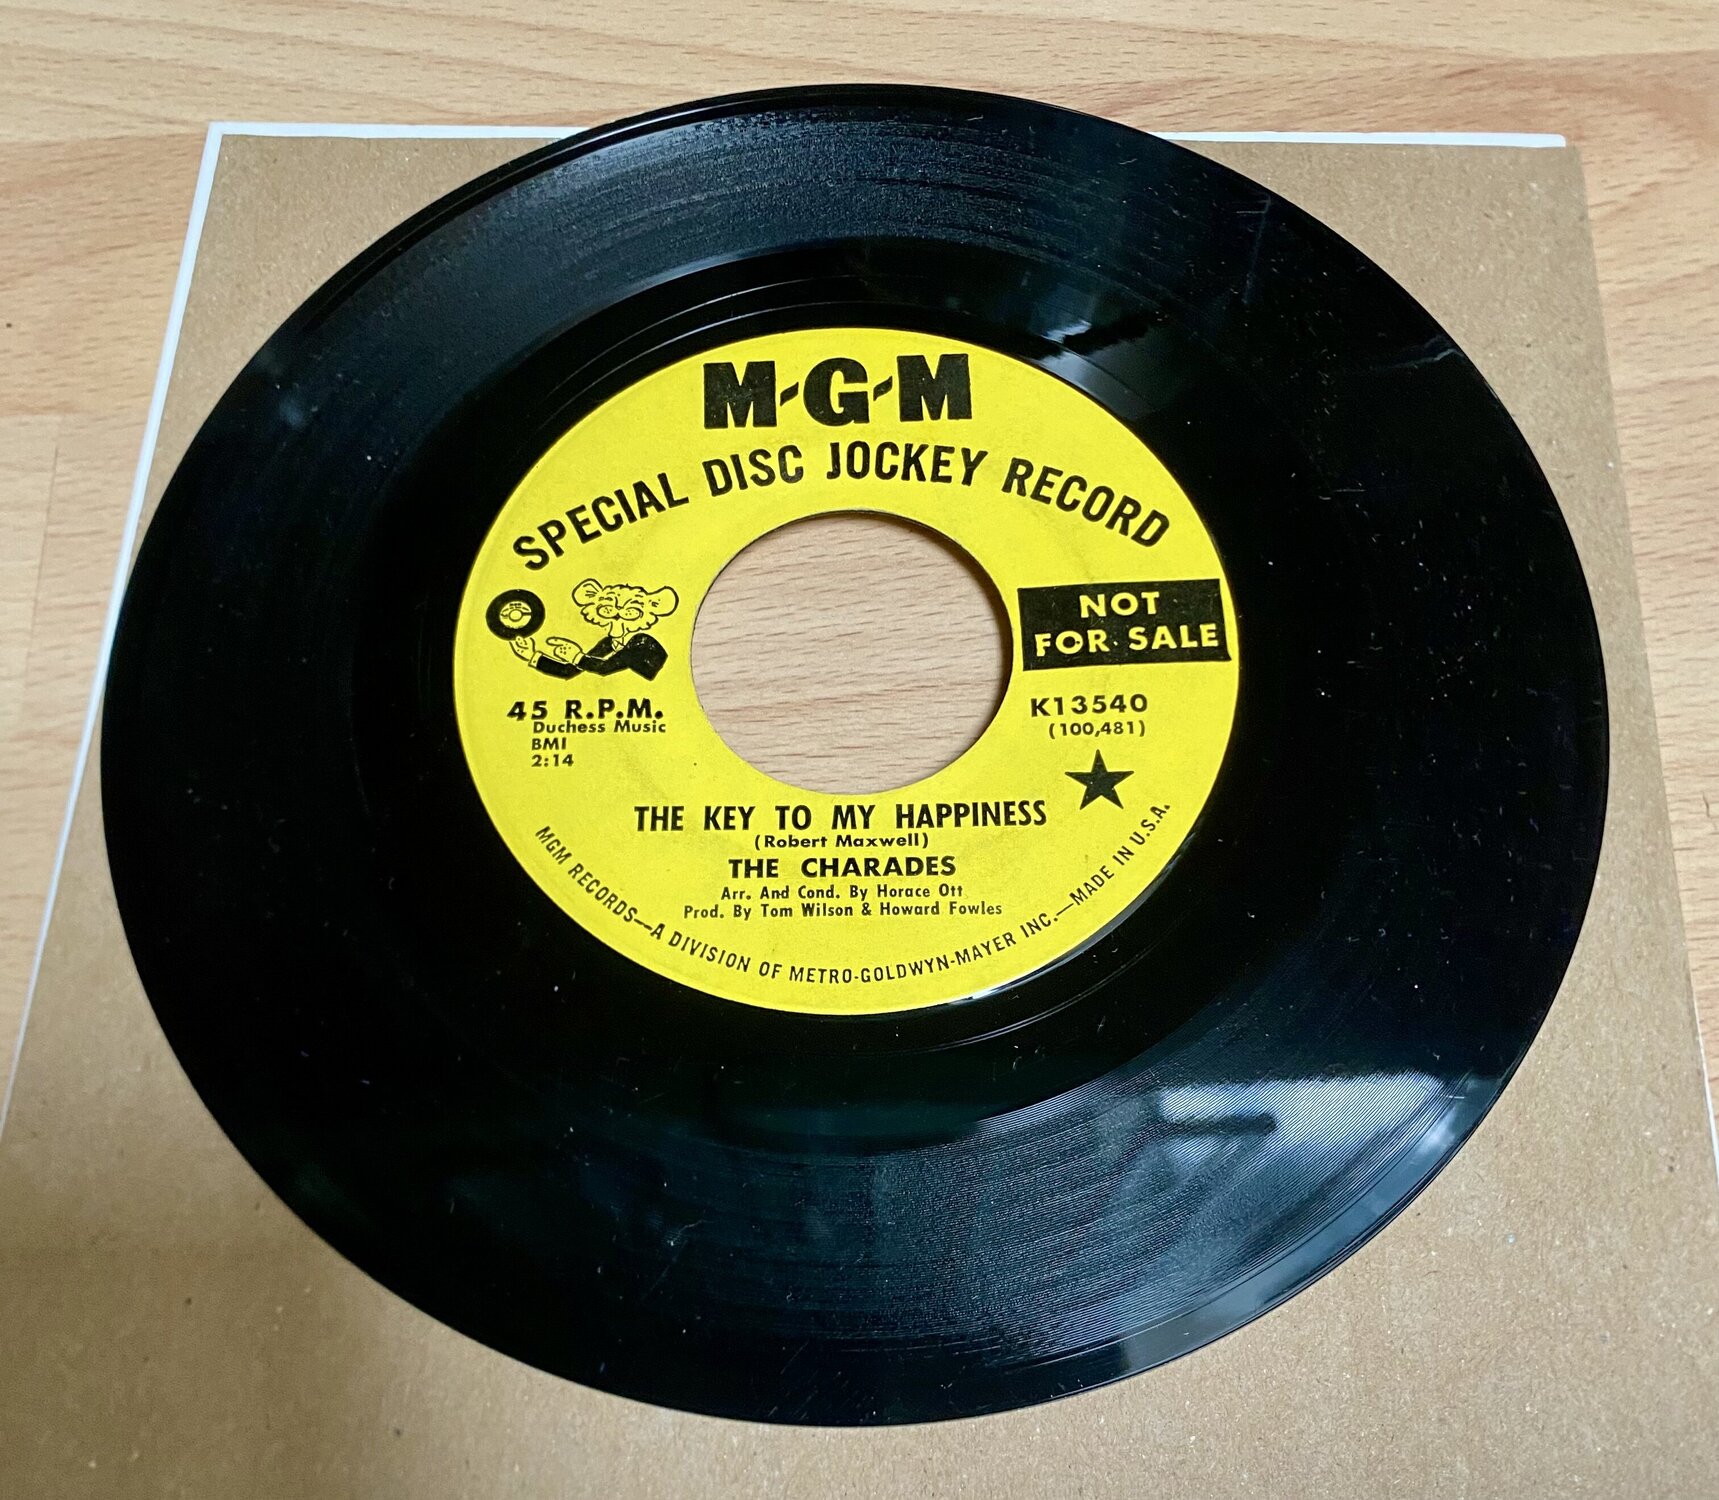 M-G-M
SPECIAL DISC JOCKEY RECORD
NOT
FOR SALE
45 R.P.M.
Duchess Music
BMI
2:14
K13540
(100,481)
THE KEY TO MY HAPPINESS
(Robert Maxwell)
THE CHARADES
Arr. And Cond. By Horace Ott
Prod. By Tom Wilson & Howard Fowles
MGM RECORDS—A DIVISION OF METRO-GOLDWYN-MAYER INC.—MADE IN U.S.A.